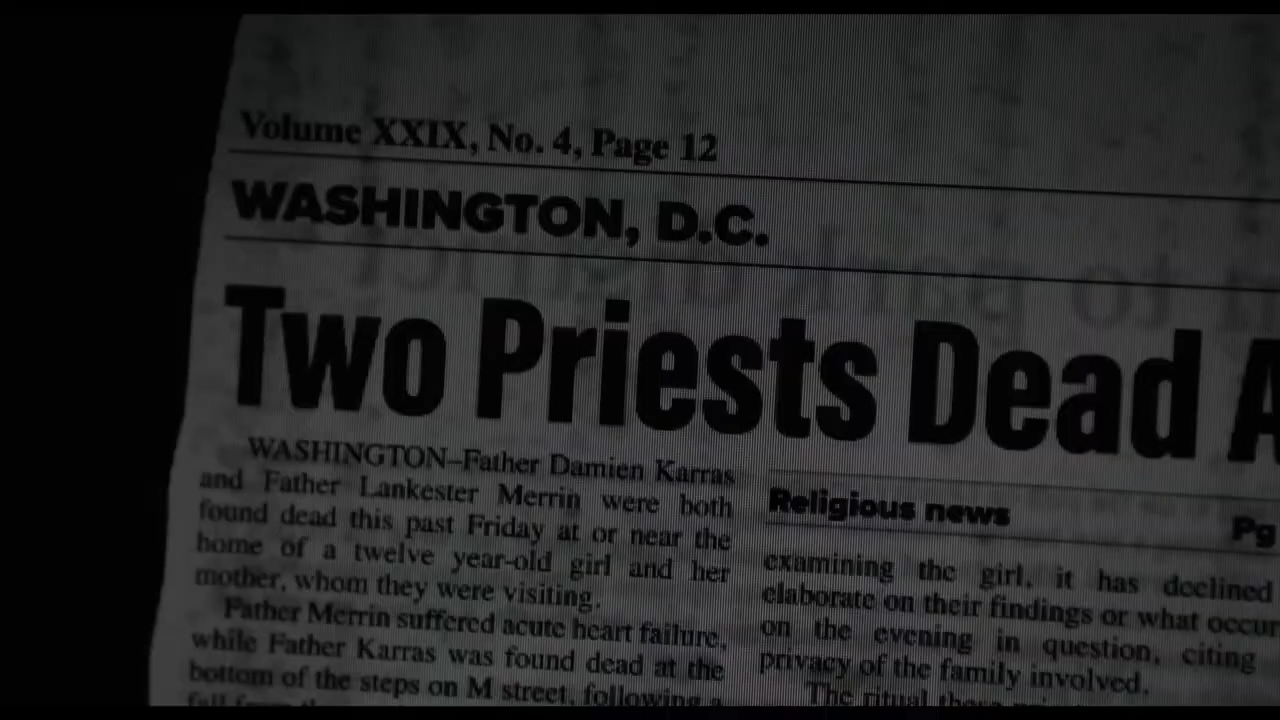 Volume XXIX, No. 4, Page 12
WASHINGTON, D.C.
Two Priests Dead A
WASHINGTON–Father Damien Karras
and Father Lankester Merrin were both
found dead this past Friday at or near the
home of a twelve year-old girl and her
mother, whom they were visiting.
Father Merrin suffered acute heart failure,
while Father Karras was found dead at the
bottom of the steps on M street, following a
Religious news
Pg
examining the girl, it has declined
elaborate on their findings or what occur
on the evening in question, citing
privacy of the family involved.
The ritual